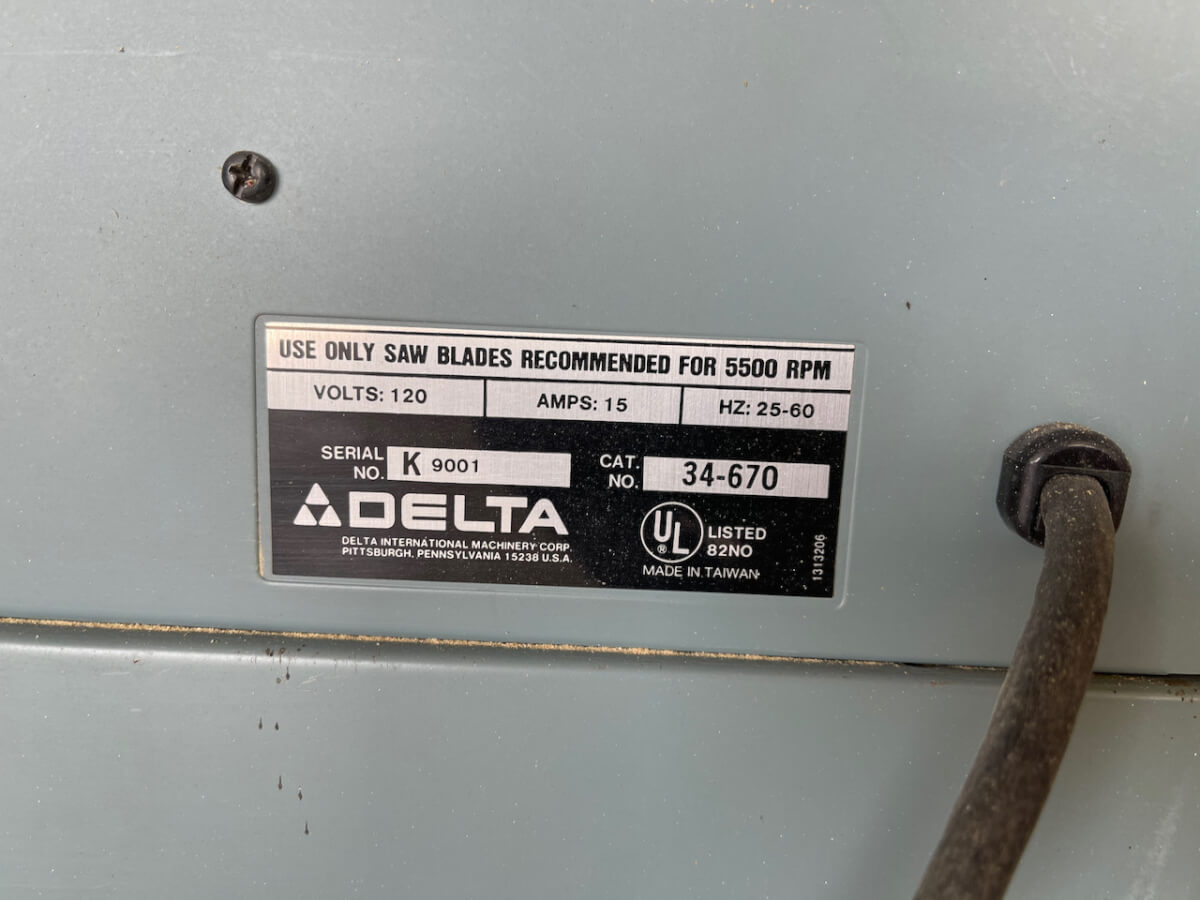 USE ONLY SAW BLADES RECOMMENDED FOR 5500 RPM
VOLTS: 120 AMPS: 15 HZ: 25-60
SERIAL NO. K 9001
CAT. NO. 34-670
DELTA
DELTA INTERNATIONAL MACHINERY CORP.
PITTSBURGH, PENNSYLVANIA 15238 U.S.A.
UL ® LISTED
82NO
MADE IN TAIWAN
1313206